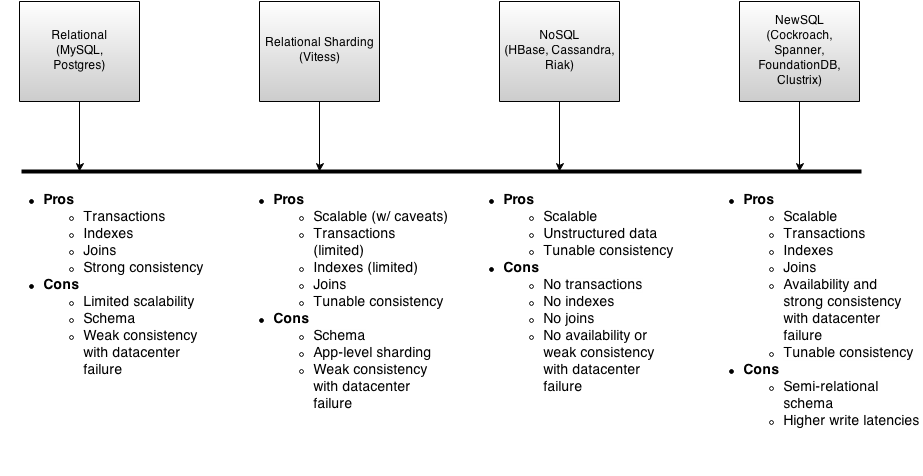 Relational
(MySQL,
Postgres)
Relational Sharding
(Vitess)
NoSQL
(HBase, Cassandra,
Riak)
NewSQL
(Cockroach,
Spanner,
FoundationDB,
Clustrix)
Pros
Transactions
Indexes
Joins
Strong consistency
Cons
Limited scalability
Schema
Weak consistency
with datacenter
failure
Pros
Scalable (w/ caveats)
Transactions
(limited)
Indexes (limited)
Joins
Tunable consistency
Cons
Schema
App-level sharding
Weak consistency
with datacenter
failure
Pros
Scalable
Unstructured data
Tunable consistency
Cons
No transactions
No indexes
No joins
No availability or
weak consistency
with datacenter
failure
Pros
Scalable
Transactions
Indexes
Joins
Availability and
strong consistency
with datacenter
failure
Tunable consistency
Cons
Semi-relational
schema
Higher write latencies